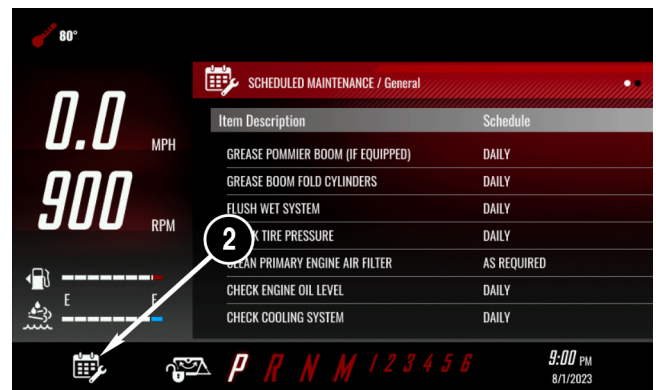 80°
SCHEDULED MAINTENANCE / General
0.0 MPH
900 RPM
Item Description Schedule
GREASE POMMIER BOOM (IF EQUIPPED) DAILY
GREASE BOOM FOLD CYLINDERS DAILY
FLUSH WET SYSTEM DAILY
TIRE PRESSURE DAILY
CLEAN PRIMARY ENGINE AIR FILTER AS REQUIRED
CHECK ENGINE OIL LEVEL DAILY
CHECK COOLING SYSTEM DAILY
2
E F
P R N M 1 2 3 4 5 6
9:00 PM
8/1/2023